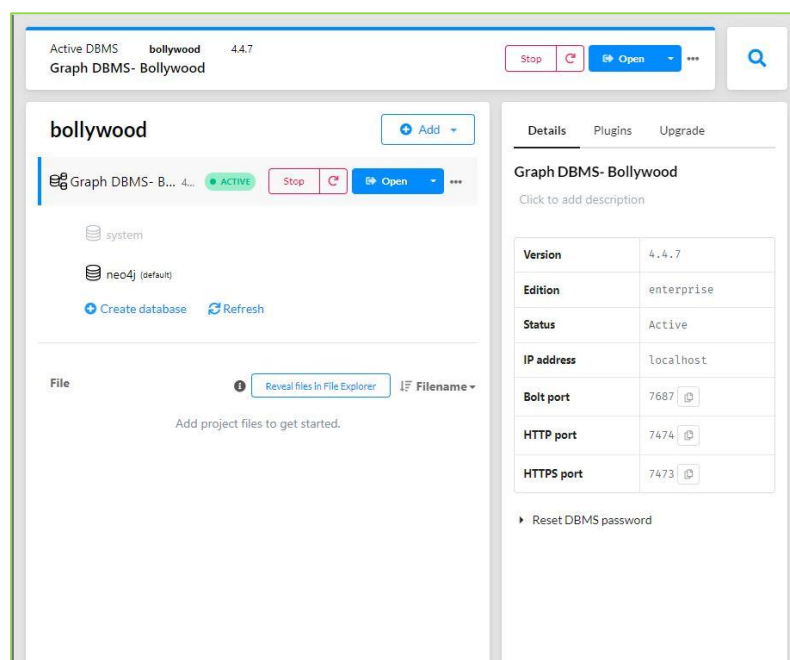 Active DBMS bollywood 4.4.7
Graph DBMS- Bollywood
Stop Open
bollywood
Add
Graph DBMS- B... 4... ACTIVE Stop Open
system
neo4j (default)
Create database Refresh
File Reveal files in File Explorer Filename
Add project files to get started.
Details Plugins Upgrade
Graph DBMS- Bollywood
Click to add description
Version 4.4.7
Edition enterprise
Status Active
IP address localhost
Bolt port 7687
HTTP port 7474
HTTPS port 7473
Reset DBMS password